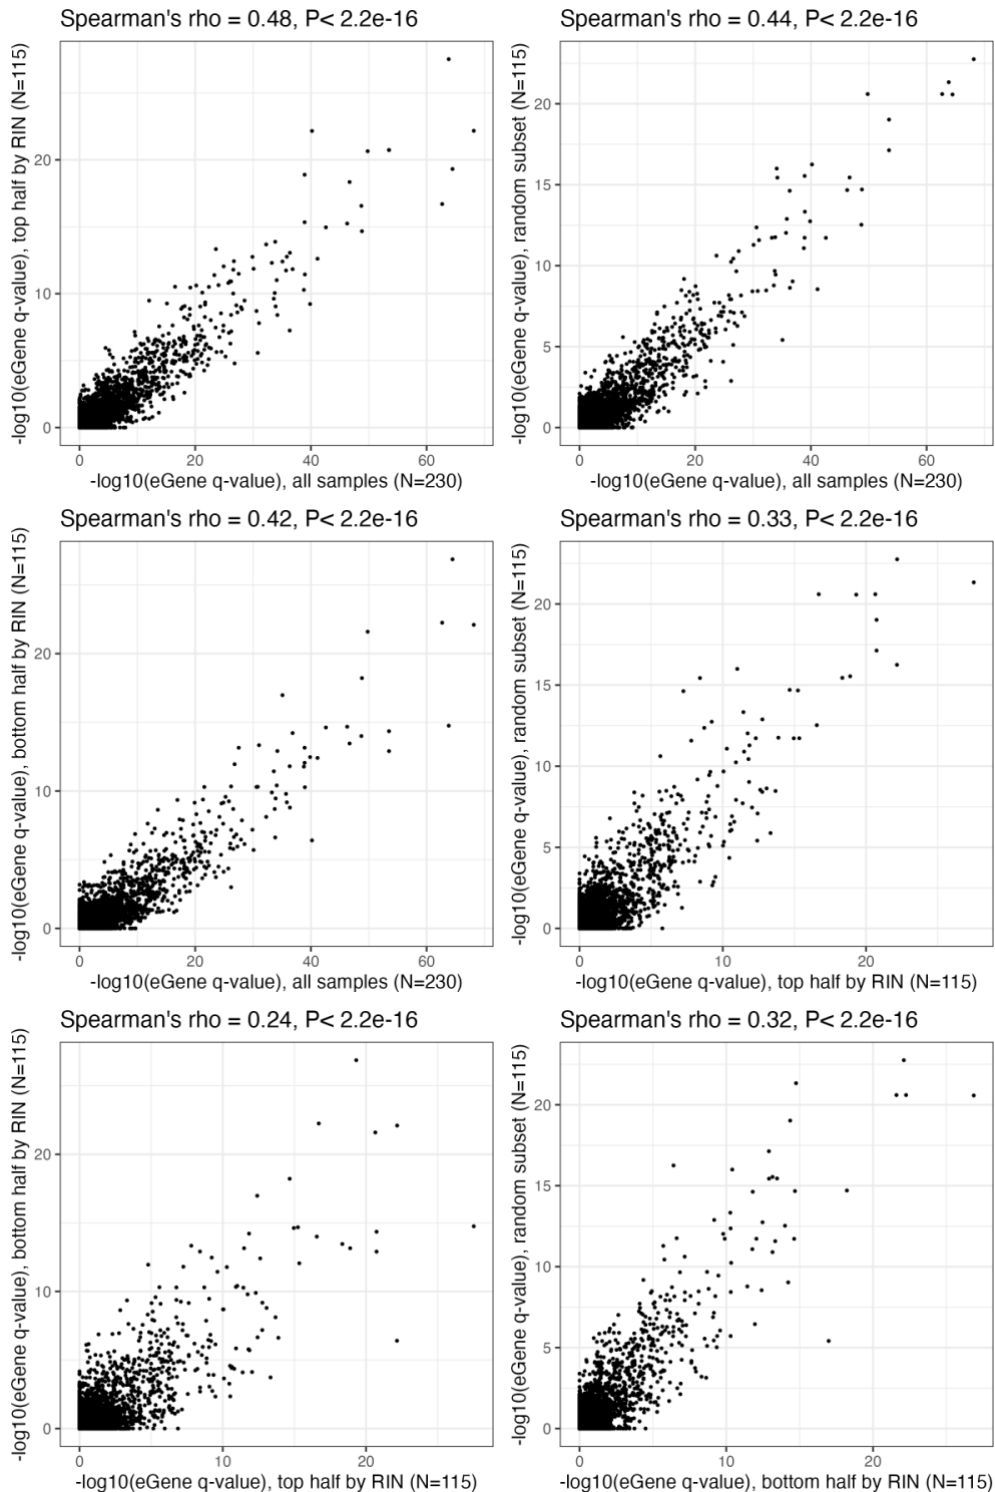 Spearman's rho = 0.48, P< 2.2e-16
-log10(eGene q-value), top half by RIN (N=115)
20
10
0
0 20 40 60
-log10(eGene q-value), all samples (N=230)
Spearman's rho = 0.44, P< 2.2e-16
-log10(eGene q-value), random subset (N=115)
20
15
10
5
0
0 20 40 60
-log10(eGene q-value), all samples (N=230)
Spearman's rho = 0.42, P< 2.2e-16
-log10(eGene q-value), bottom half by RIN (N=115)
20
10
0
0 20 40 60
-log10(eGene q-value), all samples (N=230)
Spearman's rho = 0.33, P< 2.2e-16
-log10(eGene q-value), random subset (N=115)
20
15
10
5
0
0 10 20
-log10(eGene q-value), top half by RIN (N=115)
Spearman's rho = 0.24, P< 2.2e-16
-log10(eGene q-value), bottom half by RIN (N=115)
20
10
0
0 10 20
-log10(eGene q-value), top half by RIN (N=115)
Spearman's rho = 0.32, P< 2.2e-16
-log10(eGene q-value), random subset (N=115)
20
15
10
5
0
0 10 20
-log10(eGene q-value), bottom half by RIN (N=115)